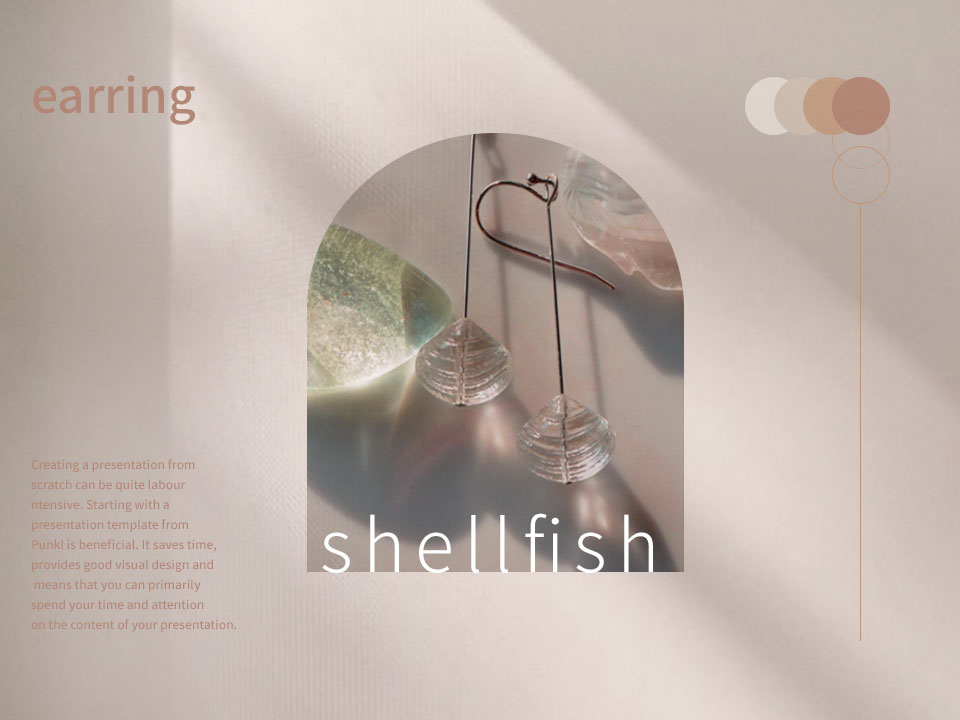 earring
shellfish
Creating a presentation from
scratch can be quite labour
ntensive. Starting with a
presentation template from
Punkl is beneficial. It saves time,
provides good visual design and
means that you can primarily
spend your time and attention
on the content of your presentation.